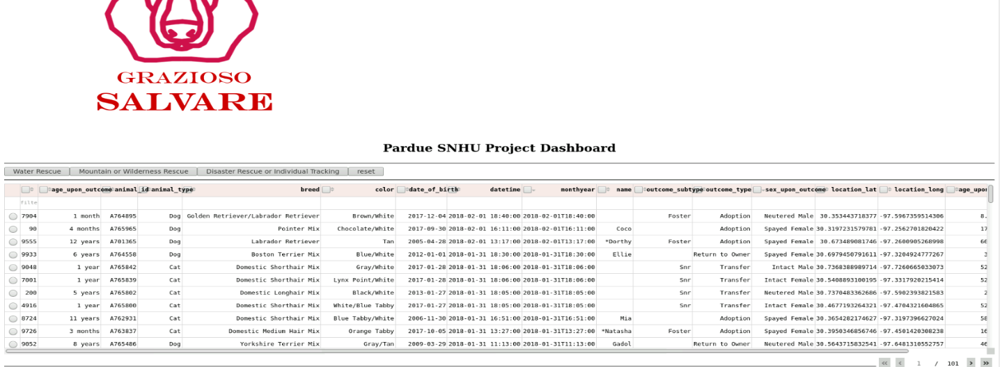 GRAZIOSO
SALVARE
Pardue SNHU Project Dashboard
Water Rescue Mountain or Wilderness Rescue Disaster Rescue or Individual Tracking reset
age_upon_outcome animal_id animal_type breed color date_of_birth datetime monthyear name outcome_subtype outcome_type sex_upon_outcome location_lat location_long
filte
7904 1 month A764895 Dog Golden Retriever/Labrador Retriever Brown/White 2017-12-04 2018-02-01 18:40:00 2018-02-01T18:40:00 Foster Adoption Neutered Male 30.353443718377 -97.5967359514306 8.
90 4 months A765965 Dog Pointer Mix Chocolate/White 2017-09-30 2018-02-01 16:11:00 2018-02-01T16:11:00 Coco Adoption Spayed Female 30.3197231579781 -97.2562701820422 17
9555 12 years A701365 Dog Labrador Retriever Tan 2005-04-28 2018-02-01 13:17:00 2018-02-01T13:17:00 *Dorthy Foster Adoption Spayed Female 30.673489081746 -97.2600905268998 66
9933 6 years A764558 Dog Boston Terrier Mix Blue/White 2012-01-01 2018-01-31 18:30:00 2018-01-31T18:30:00 Ellie Return to Owner Spayed Female 30.6979450791611 -97.3204924777267 3
9048 1 year A765842 Cat Domestic Shorthair Mix Gray/White 2017-01-28 2018-01-31 18:06:00 2018-01-31T18:06:00 Snr Transfer Intact Male 30.7368388989714 -97.7260665033073 52
7001 1 year A765839 Cat Domestic Shorthair Mix Lynx Point/White 2017-01-28 2018-01-31 18:06:00 2018-01-31T18:06:00 Snr Transfer Intact Female 30.5408893100195 -97.3317920215414 52
200 5 years A765802 Cat Domestic Longhair Mix Black/White 2013-01-27 2018-01-31 18:05:00 2018-01-31T18:05:00 Snr Transfer Neutered Male 30.7370483362686 -97.5902393821583 2
4916 1 year A765800 Cat Domestic Shorthair Mix White/Blue Tabby 2017-01-27 2018-01-31 18:05:00 2018-01-31T18:05:00 Snr Transfer Intact Female 30.4677193264321 -97.4704321604865 52
8724 11 years A762931 Cat Domestic Shorthair Mix Blue Tabby/White 2006-11-30 2018-01-31 16:51:00 2018-01-31T16:51:00 Mia Adoption Spayed Female 30.3654282174627 -97.3197396627024 58
9726 3 months A763837 Cat Domestic Medium Hair Mix Orange Tabby 2017-10-05 2018-01-31 13:27:00 2018-01-31T13:27:00 *Natasha Foster Adoption Spayed Female 30.3950346856746 -97.4501420308238 16
9052 8 years A765486 Dog Yorkshire Terrier Mix Gray/Tan 2009-03-29 2018-01-31 11:13:00 2018-01-31T11:13:00 Gadol Return to Owner Neutered Male 30.5643715832541 -97.6481310552757 46
« ‹ 1 / 101 › »